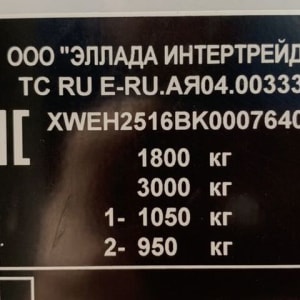 ООО "ЭЛЛАДА ИНТЕРТРЕЙД
ТС RU E-RU.АЯ04.00333
XWEH2516BK0007640
1800 кг
3000 кг
1- 1050 кг
2- 950 кг